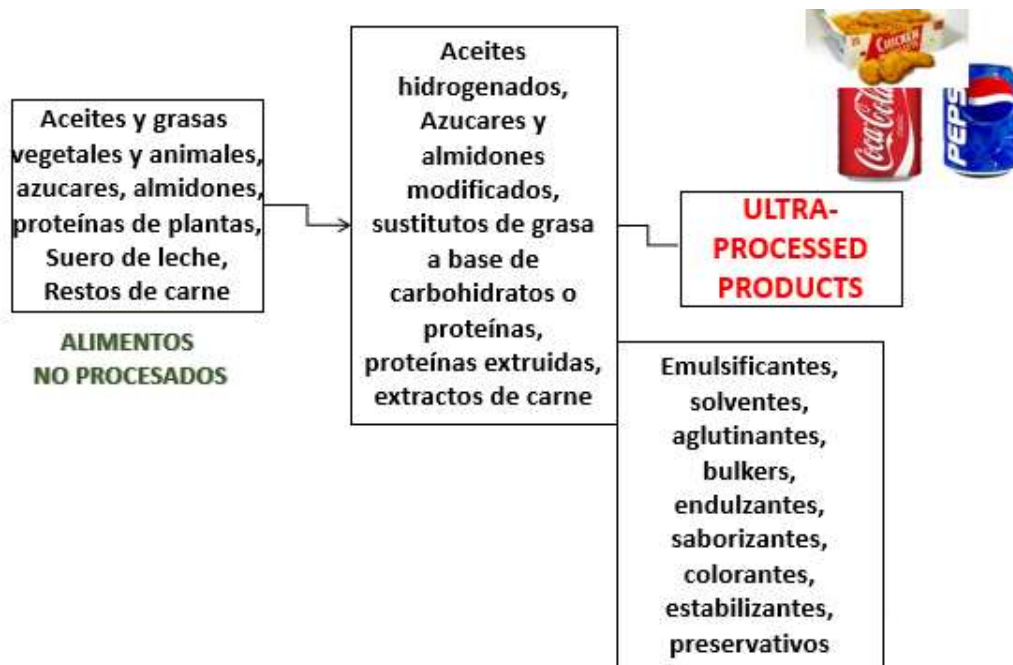 Aceites y grasas
vegetales y animales,
azucares, almidones,
proteínas de plantas,
Suero de leche,
Restos de carne
ALIMENTOS
NO PROCESADOS
Aceites
hidrogenados,
Azucares y
almidones
modificados,
sustitutos de grasa
a base de
carbohidratos o
proteínas,
proteínas extruidas,
extractos de carne
CHICKEN
Coca-Cola
PEPS
ULTRA-
PROCESSED
PRODUCTS
Emulsificantes,
solventes,
aglutinantes,
bulkers,
endulzantes,
saborizantes,
colorantes,
estabilizantes,
preservativos